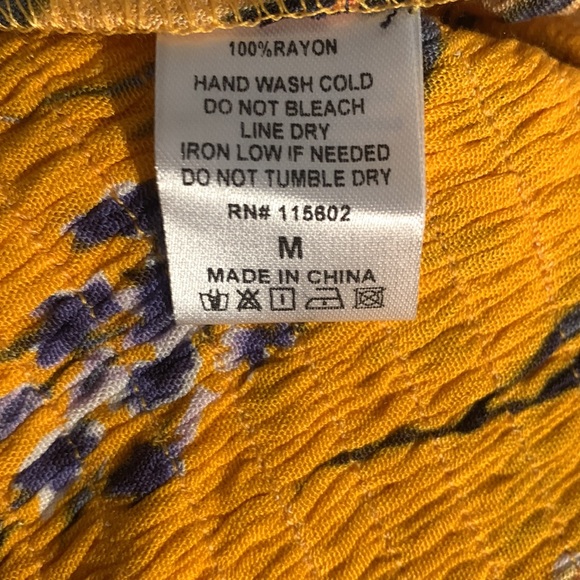 100%RAYON
HAND WASH COLD
DO NOT BLEACH
LINE DRY
IRON LOW IF NEEDED
DO NOT TUMBLE DRY
RN# 115602
M
MADE IN CHINA